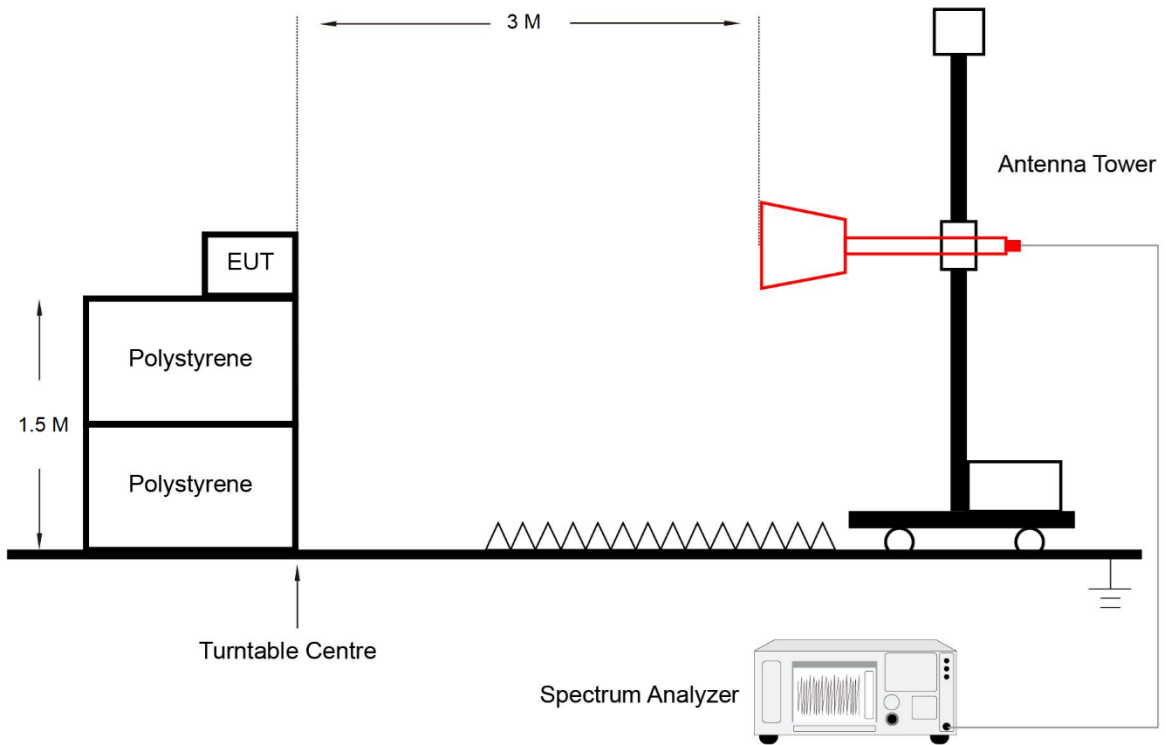 3 M
Antenna Tower
EUT
Polystyrene
1.5 M
Polystyrene
Turntable Centre
Spectrum Analyzer